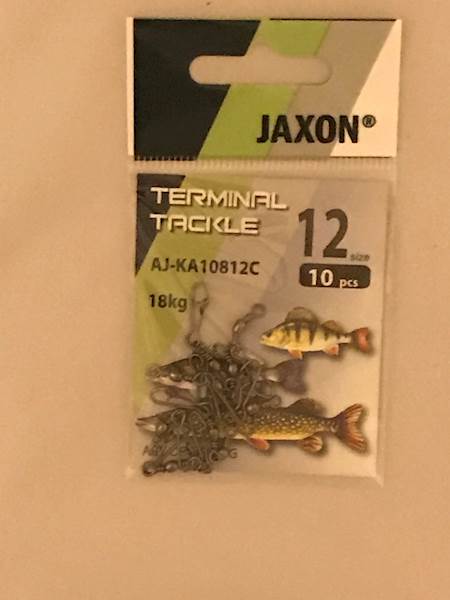 JAXON®
TERMINAL
TACKLE
12
size
AJ-KA10812C
10 pcs
18kg